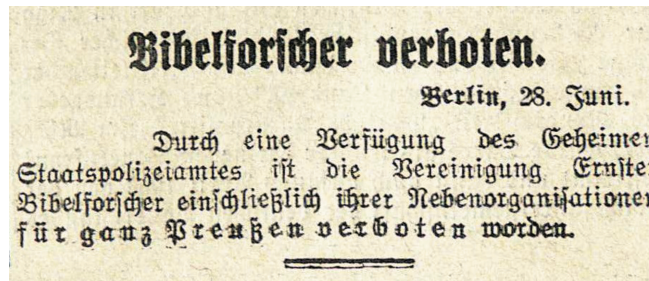 Bibelforscher verboten.
Berlin, 28. Juni.
Durch eine Verfügung des Geheimen
Staatspolizeiamtes ist die Vereinigung Ernster
Bibelforscher einschließlich ihrer Nebenorganisationen
für ganz Preußen verboten worden.